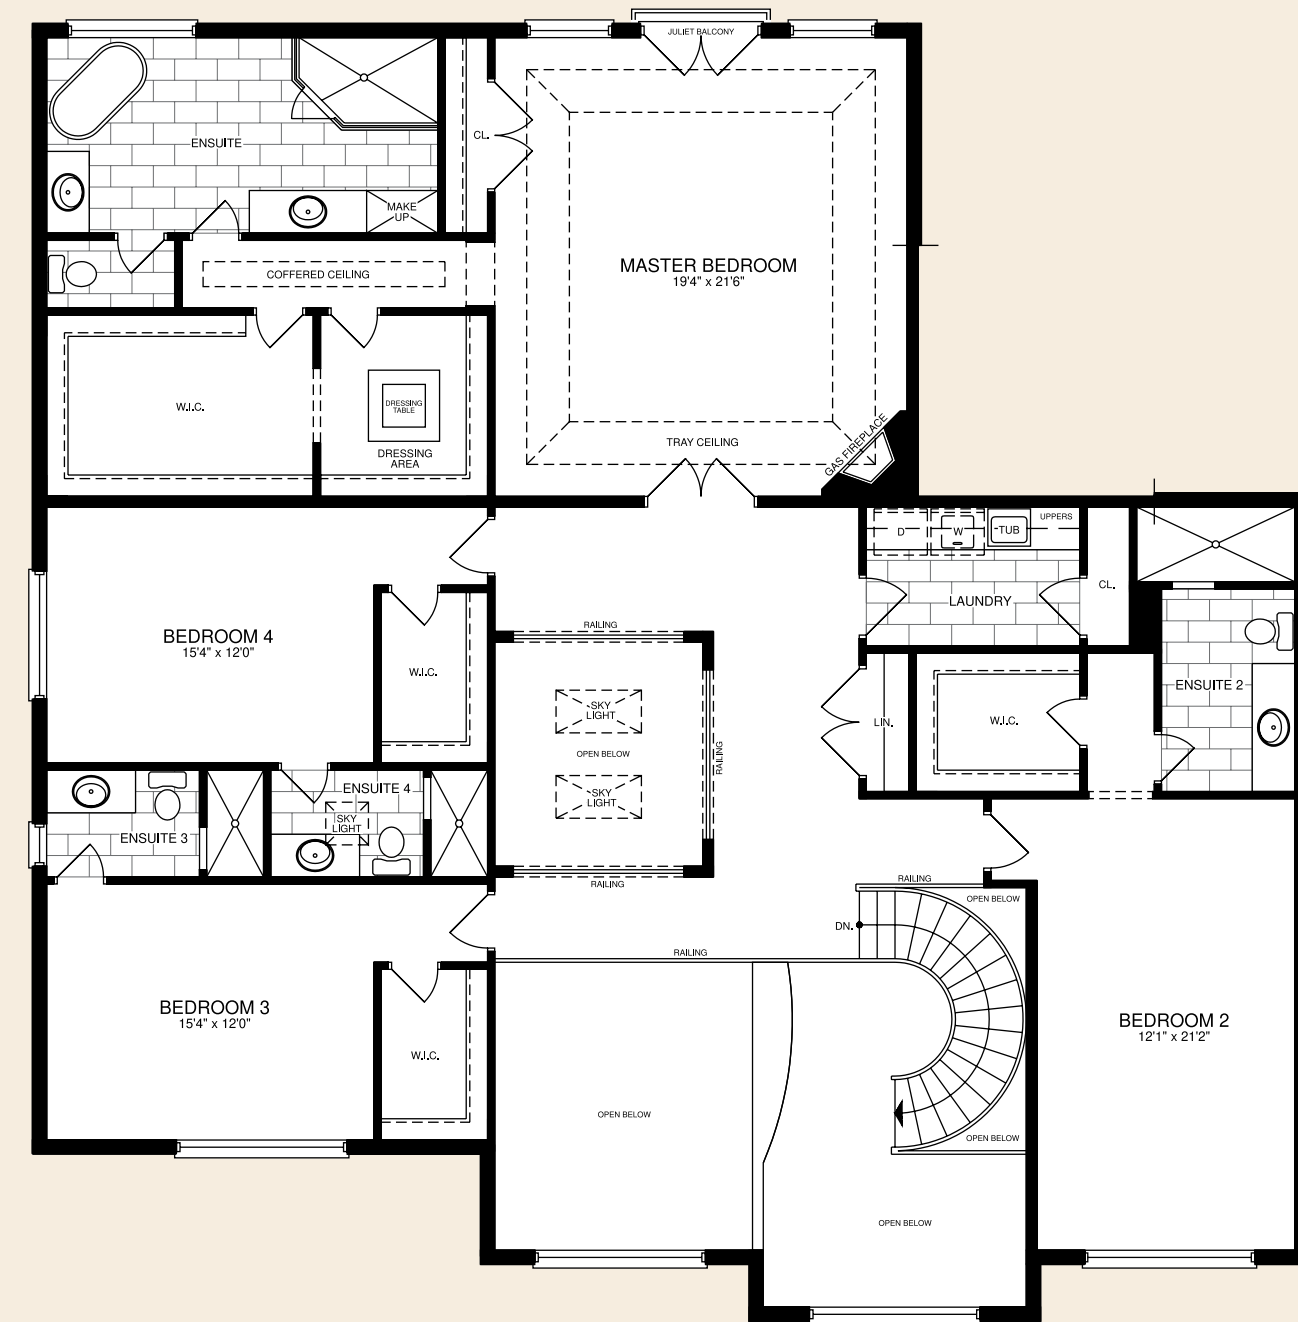 JULIET BALCONY
CL.
ENSUITE
MAKE
UP
MASTER BEDROOM
19'4" x 21'6"
COFFERED CEILING
W.I.C.
DRESSING
TABLE
DRESSING
AREA
TRAY CEILING
GAS FIREPLACE
D
W
TUB
UPPERS
LAUNDRY
CL.
BEDROOM 4
15'4" x 12'0"
W.I.C.
RAILING
SKY
LIGHT
OPEN BELOW
SKY
LIGHT
RAILING
RAILING
LIN.
W.I.C.
ENSUITE 2
ENSUITE 3
ENSUITE 4
SKY
LIGHT
RAILING
OPEN BELOW
DN.
RAILING
BEDROOM 3
15'4" x 12'0"
W.I.C.
BEDROOM 2
12'1" x 21'2"
OPEN BELOW
OPEN BELOW
OPEN BELOW